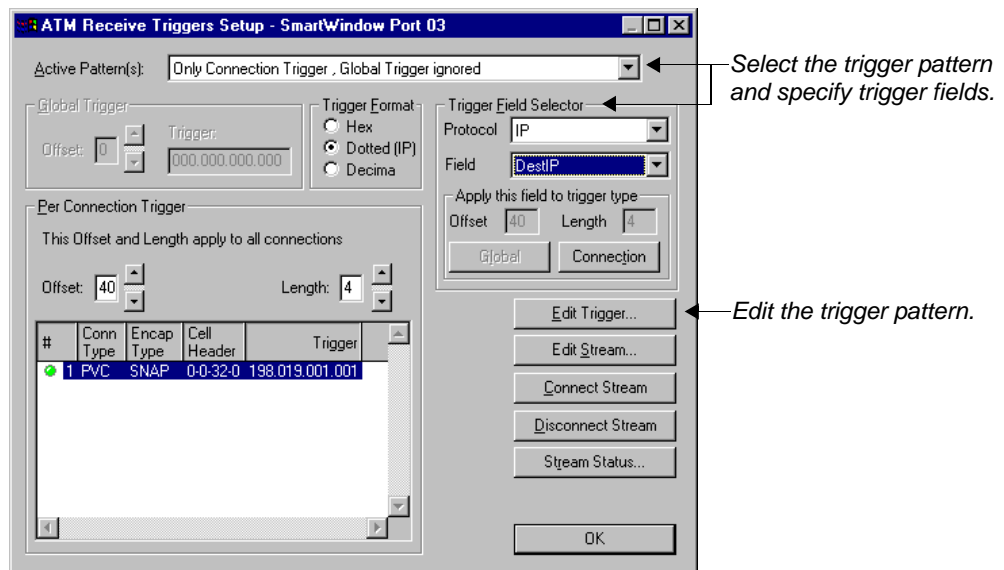 ATM Receive Triggers Setup - SmartWindow Port 03
Active Pattern(s): Only Connection Trigger , Global Trigger ignored
Select the trigger pattern
and specify trigger fields.
Global Trigger
Offset: 0
Trigger:
000.000.000.000
Trigger Format
Hex
Dotted (IP)
Decima
Trigger Field Selector
Protocol IP
Field DestIP
Apply this field to trigger type
Offset 40 Length 4
Global Connection
Per Connection Trigger
This Offset and Length apply to all connections
Offset: 40 Length: 4
# Conn Type Encap Type Cell Header Trigger
1 PVC SNAP 0-0-32-0 198.019.001.001
Edit Trigger...
Edit the trigger pattern.
Edit Stream...
Connect Stream
Disconnect Stream
Stream Status...
OK